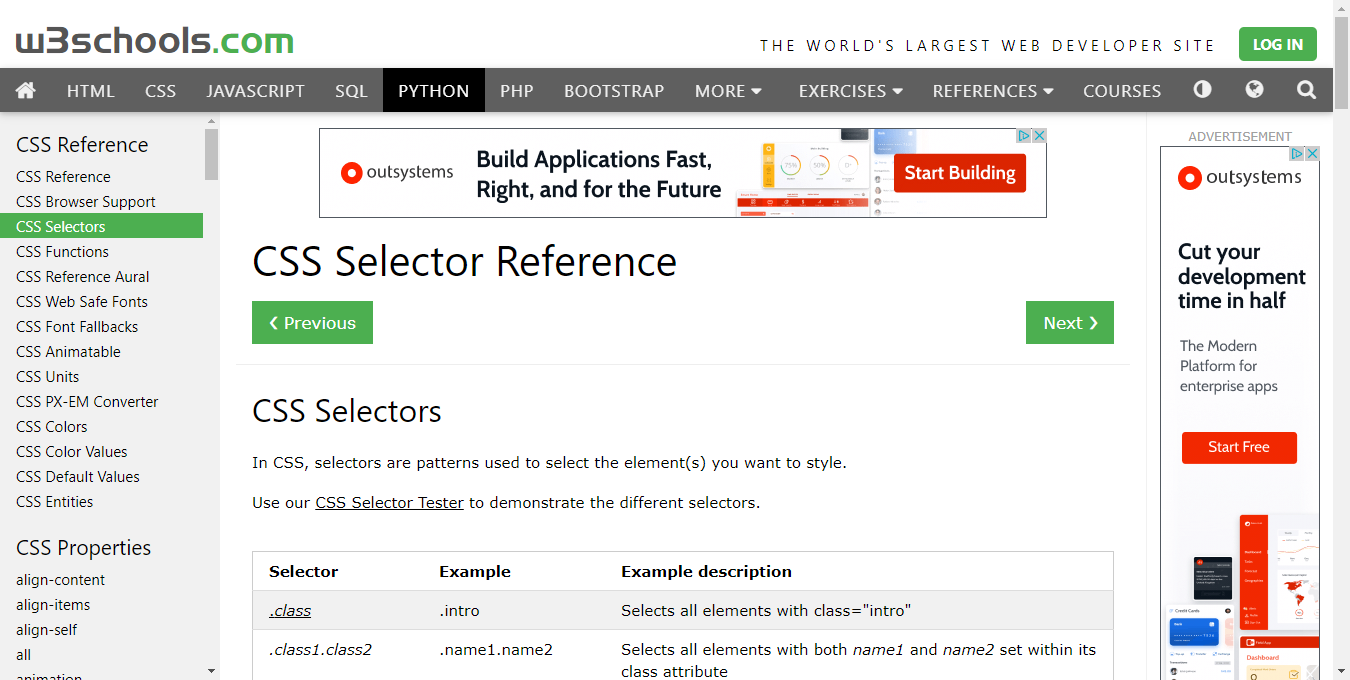 w3schools.com
THE WORLD'S LARGEST WEB DEVELOPER SITE
LOG IN
HTML CSS JAVASCRIPT SQL PYTHON PHP BOOTSTRAP MORE EXERCISES REFERENCES COURSES
CSS Reference
CSS Reference
CSS Browser Support
CSS Selectors
CSS Functions
CSS Reference Aural
CSS Web Safe Fonts
CSS Font Fallbacks
CSS Animatable
CSS Units
CSS PX-EM Converter
CSS Colors
CSS Color Values
CSS Default Values
CSS Entities
CSS Properties
align-content
align-items
align-self
all
animation
outsystems
Build Applications Fast,
Right, and for the Future
75% 50%
Start Building
CSS Selector Reference
❮ Previous
Next ❯
CSS Selectors
In CSS, selectors are patterns used to select the element(s) you want to style.
Use our CSS Selector Tester to demonstrate the different selectors.
Selector Example Example description
.class .intro Selects all elements with class="intro"
.class1.class2 .name1.name2 Selects all elements with both name1 and name2 set within its
class attribute
ADVERTISEMENT
outsystems
Cut your
development
time in half
The Modern
Platform for
enterprise apps
Start Free
Credit Cards
Dashboard